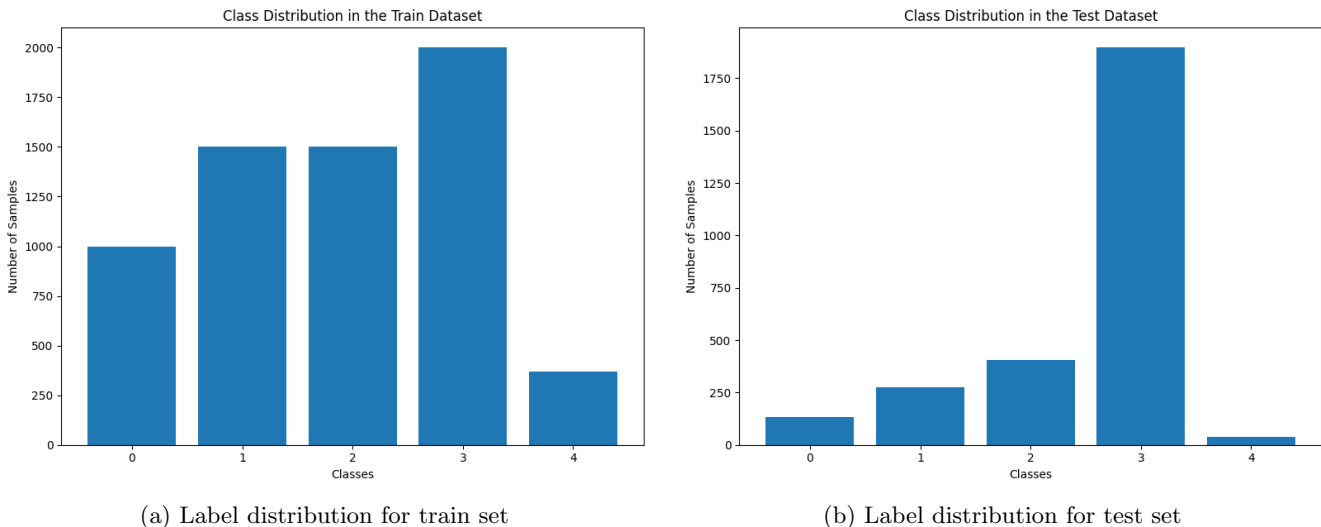 Class Distribution in the Train Dataset
2000
1750
1500
1250
1000
750
500
250
0
Number of Samples
0 1 2 3 4
Classes
(a) Label distribution for train set
Class Distribution in the Test Dataset
1750
1500
1250
1000
750
500
250
0
Number of Samples
0 1 2 3 4
Classes
(b) Label distribution for test set